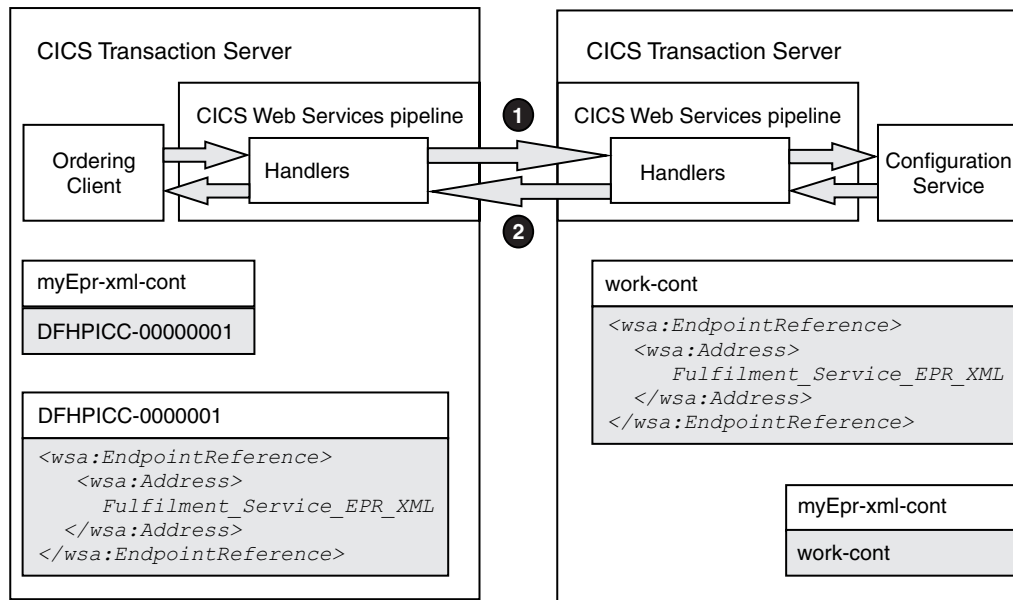 CICS Transaction Server
CICS Web Services pipeline
Ordering
Client
Handlers
1
2
CICS Transaction Server
CICS Web Services pipeline
Handlers
Configuration
Service
myEpr-xml-cont
DFHPICC-00000001
DFHPICC-0000001
<wsa:EndpointReference>
<wsa:Address>
Fulfilment_Service_EPR_XML
</wsa:Address>
</wsa:EndpointReference>
work-cont
<wsa:EndpointReference>
<wsa:Address>
Fulfilment_Service_EPR_XML
</wsa:Address>
</wsa:EndpointReference>
myEpr-xml-cont
work-cont